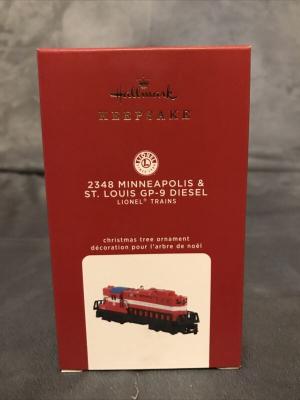 Hallmark
KEEPSAKE
LIONEL
2348 MINNEAPOLIS &
ST. LOUIS GP-9 DIESEL
LIONEL® TRAINS
christmas tree ornament
décoration pour l'arbre de noël